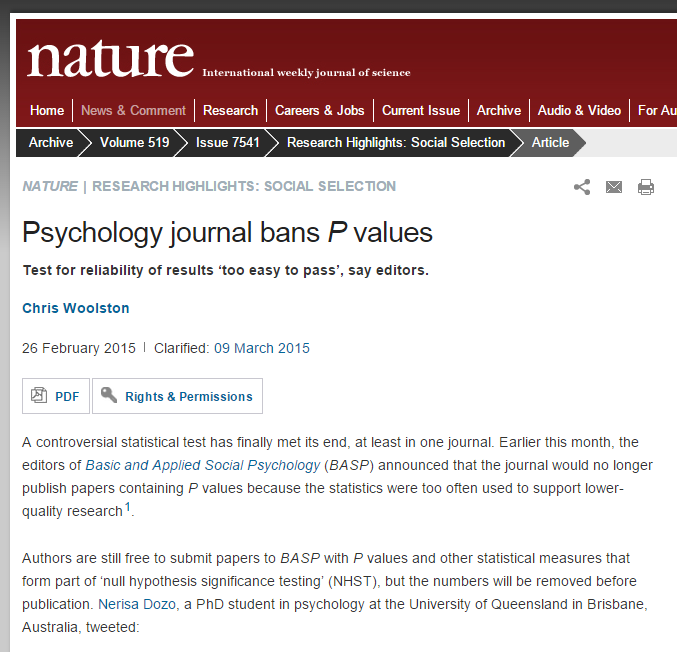 nature International weekly journal of science
Home News & Comment Research Careers & Jobs Current Issue Archive Audio & Video For Au
Archive Volume 519 Issue 7541 Research Highlights: Social Selection Article
NATURE | RESEARCH HIGHLIGHTS: SOCIAL SELECTION
Psychology journal bans P values
Test for reliability of results ‘too easy to pass’, say editors.
Chris Woolston
26 February 2015 | Clarified: 09 March 2015
PDF Rights & Permissions
A controversial statistical test has finally met its end, at least in one journal. Earlier this month, the
editors of Basic and Applied Social Psychology (BASP) announced that the journal would no longer
publish papers containing P values because the statistics were too often used to support lower-
quality research1.
Authors are still free to submit papers to BASP with P values and other statistical measures that
form part of ‘null hypothesis significance testing’ (NHST), but the numbers will be removed before
publication. Nerisa Dozo, a PhD student in psychology at the University of Queensland in Brisbane,
Australia, tweeted: